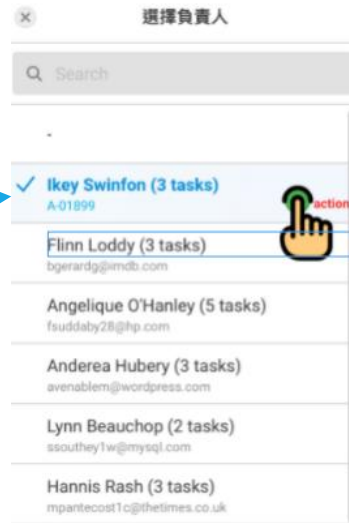 選擇負責人
Search
-
Ikey Swinfon (3 tasks)
A-01899
action
Flinn Loddy (3 tasks)
bgerardg@imdb.com
Angelique O'Hanley (5 tasks)
fsuddaby28@hp.com
Anderea Hubery (3 tasks)
avenablem@wordpress.com
Lynn Beauchop (2 tasks)
ssouthey1w@mysql.com
Hannis Rash (3 tasks)
mpantecost1c@thetimes.co.uk